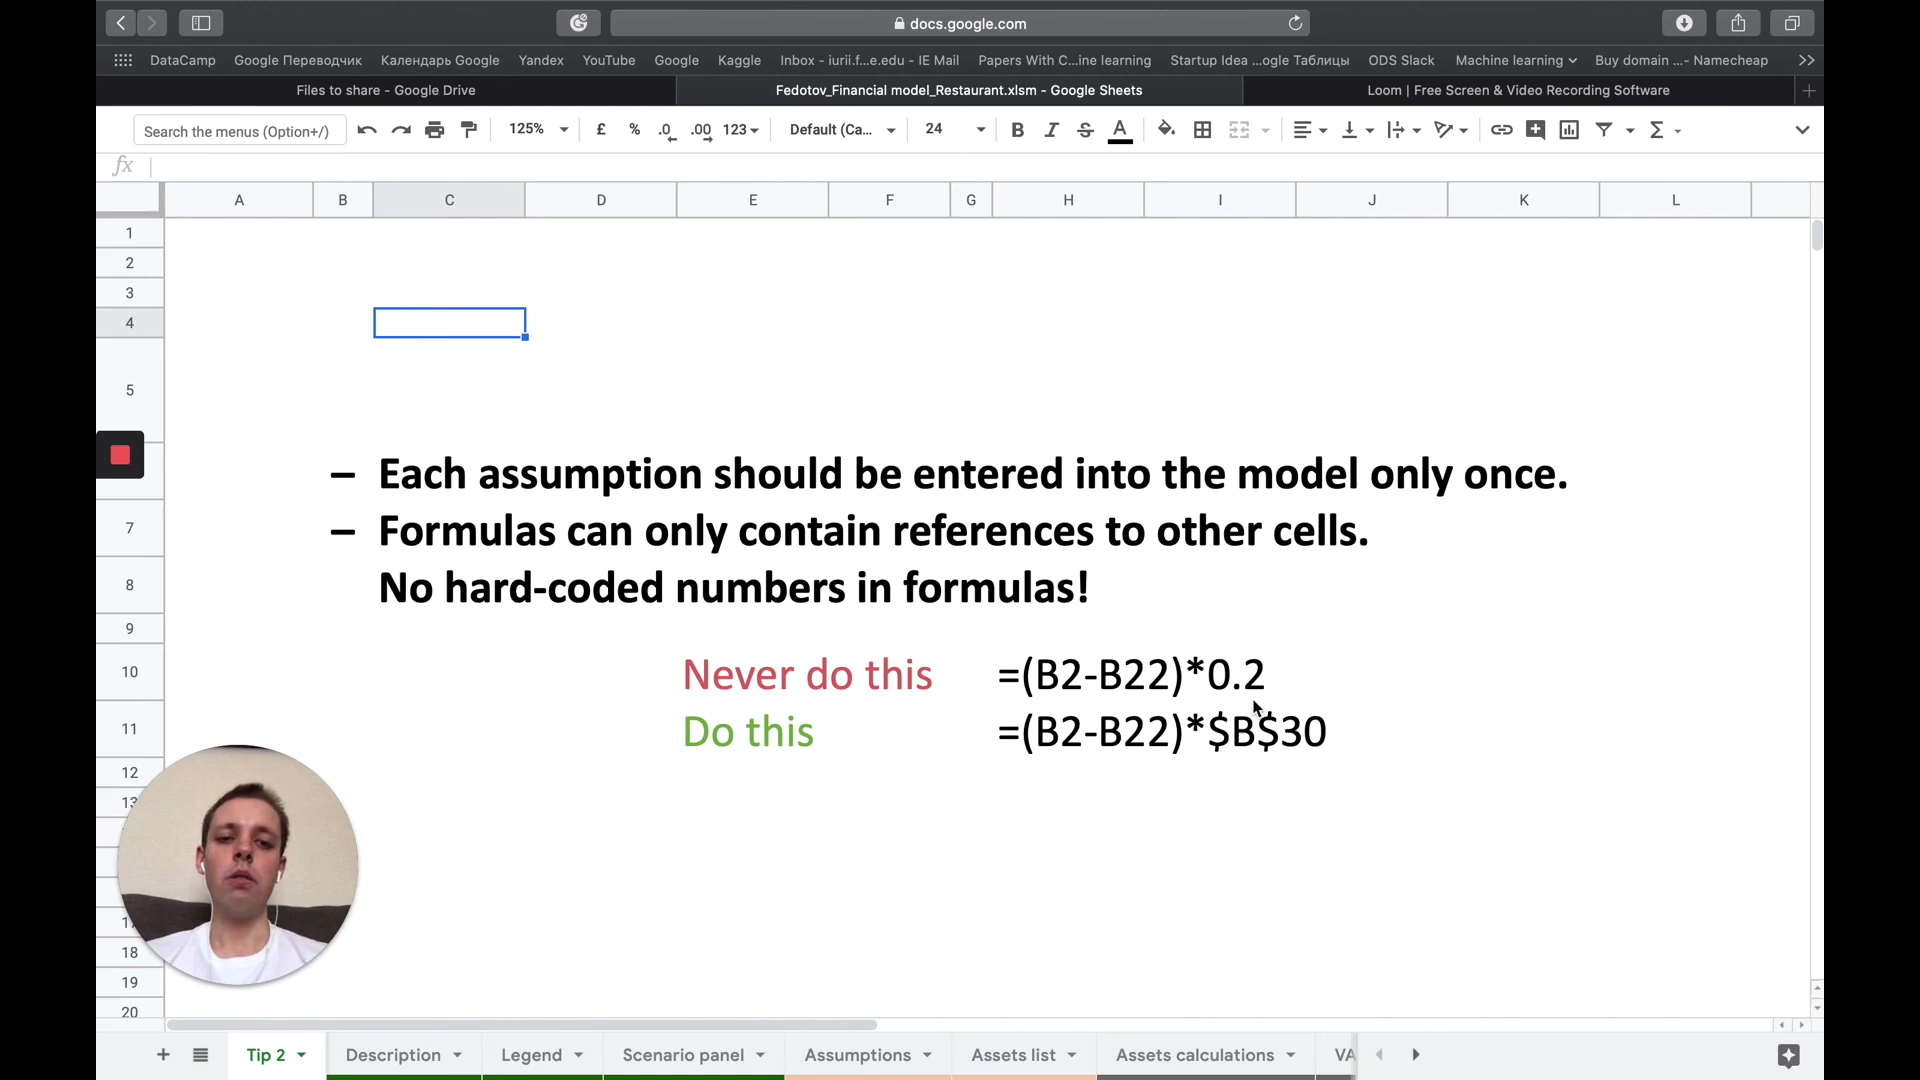 docs.google.com
DataCamp Google Переводчик Календарь Google Yandex YouTube Google Kaggle Inbox - iurii.f...e.edu - IE Mail Papers With C...ine learning Startup Idea ...ogle Таблицы ODS Slack Machine learning Buy domain ...- Namecheap >>
Files to share - Google Drive Fedotov_Financial model_Restaurant.xlsm - Google Sheets Loom | Free Screen & Video Recording Software
Search the menus (Option+/) 125% £ % .0 .00 123 Default (Ca... 24 B I S A Σ
fx
A B C D E F G H I J K L
1
2
3
4
5
– Each assumption should be entered into the model only once.
7 – Formulas can only contain references to other cells.
8 No hard-coded numbers in formulas!
9
10 Never do this =(B2-B22)*0.2
11 Do this =(B2-B22)*$B$30
12
13
17
18
19
20
Tip 2 Description Legend Scenario panel Assumptions Assets list Assets calculations VA